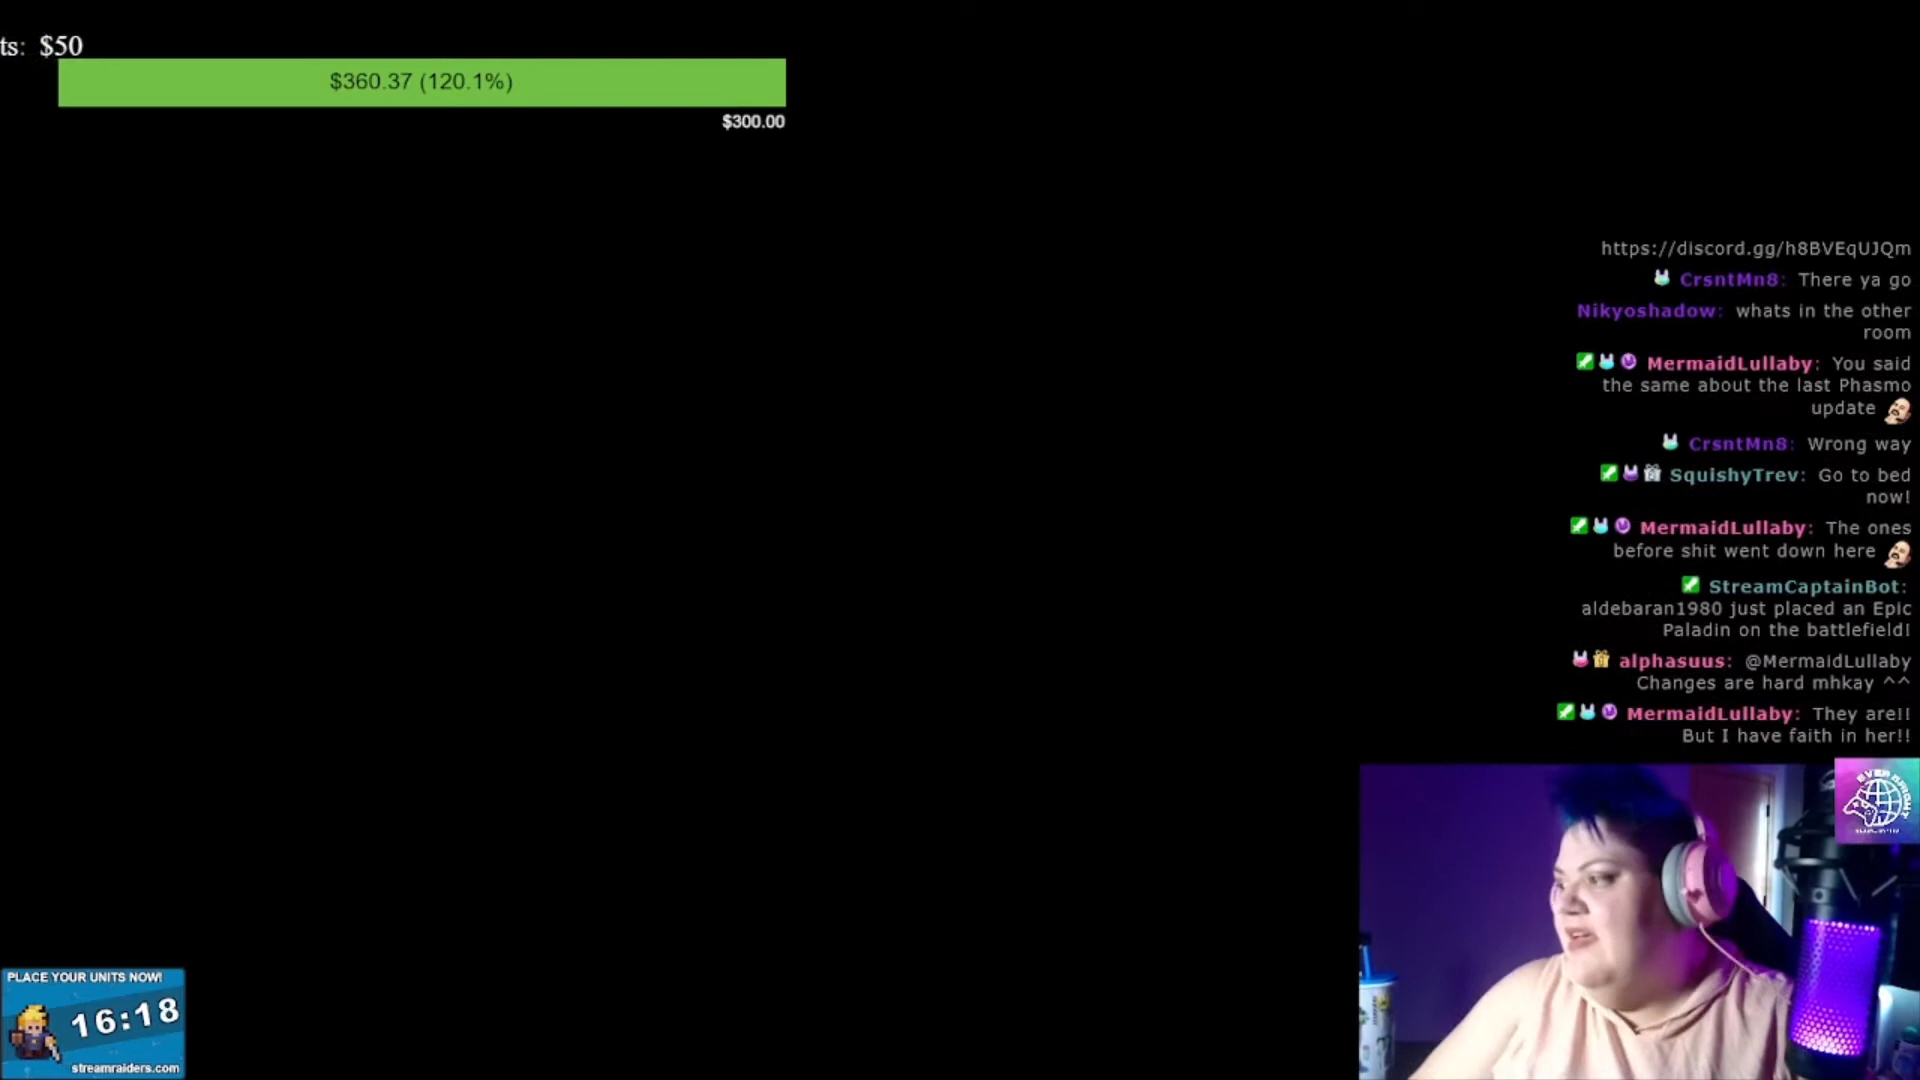 ts: $50
$360.37 (120.1%)
$300.00
https://discord.gg/h8BVEqUJQm
CrsntMn8: There ya go
Nikyoshadow: whats in the other
room
MermaidLullaby: You said
the same about the last Phasmo
update
CrsntMn8: Wrong way
SquishyTrev: Go to bed
now!
MermaidLullaby: The ones
before shit went down here
StreamCaptainBot:
aldebaran1980 just placed an Epic
Paladin on the battlefield!
alphasuus: @MermaidLullaby
Changes are hard mhkay ^^
MermaidLullaby: They are!!
But I have faith in her!!
PLACE YOUR UNITS NOW!
16:18
streamraiders.com